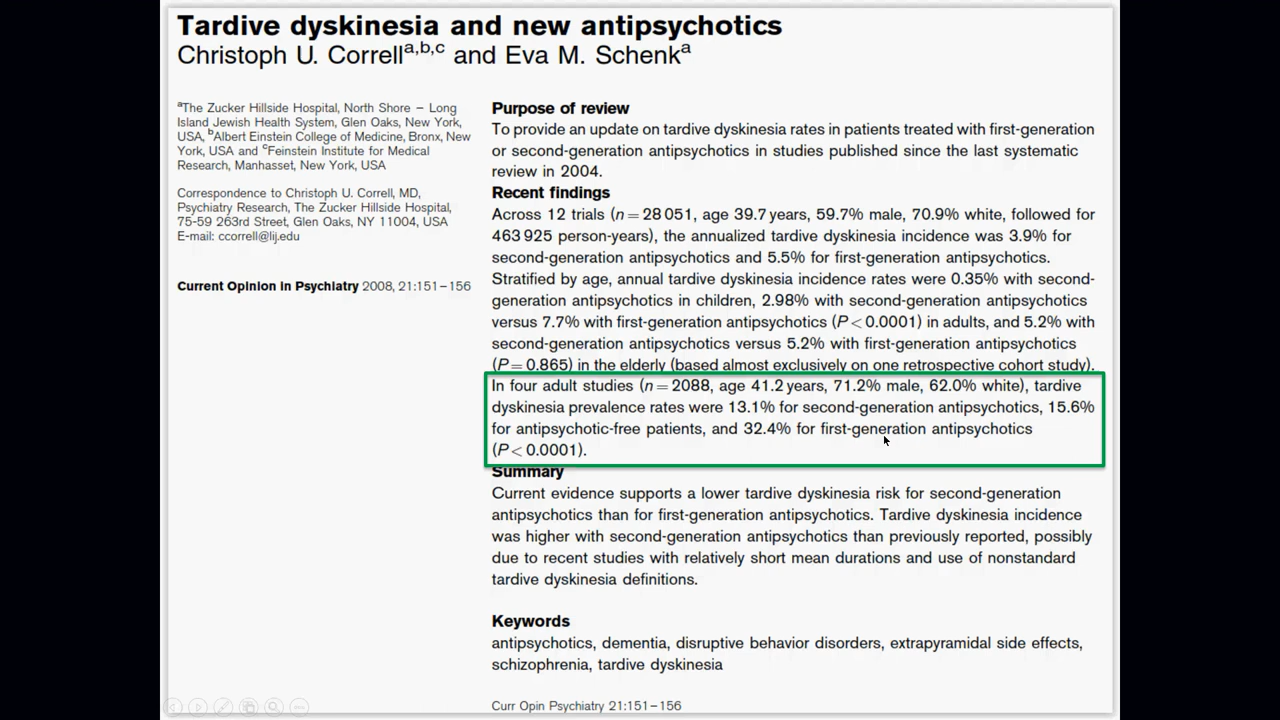 Tardive dyskinesia and new antipsychotics
Christoph U. Correllᵃ,ᵇ,ᶜ and Eva M. Schenkᵃ
ᵃThe Zucker Hillside Hospital, North Shore – Long
Island Jewish Health System, Glen Oaks, New York,
USA, ᵇAlbert Einstein College of Medicine, Bronx, New
York, USA and ᶜFeinstein Institute for Medical
Research, Manhasset, New York, USA
Correspondence to Christoph U. Correll, MD,
Psychiatry Research, The Zucker Hillside Hospital,
75-59 263rd Street, Glen Oaks, NY 11004, USA
E-mail: ccorrell@lij.edu
Current Opinion in Psychiatry 2008, 21:151–156
Purpose of review
To provide an update on tardive dyskinesia rates in patients treated with first-generation
or second-generation antipsychotics in studies published since the last systematic
review in 2004.
Recent findings
Across 12 trials (n = 28 051, age 39.7 years, 59.7% male, 70.9% white, followed for
463 925 person-years), the annualized tardive dyskinesia incidence was 3.9% for
second-generation antipsychotics and 5.5% for first-generation antipsychotics.
Stratified by age, annual tardive dyskinesia incidence rates were 0.35% with second-
generation antipsychotics in children, 2.98% with second-generation antipsychotics
versus 7.7% with first-generation antipsychotics (P < 0.0001) in adults, and 5.2% with
second-generation antipsychotics versus 5.2% with first-generation antipsychotics
(P = 0.865) in the elderly (based almost exclusively on one retrospective cohort study).
In four adult studies (n = 2088, age 41.2 years, 71.2% male, 62.0% white), tardive
dyskinesia prevalence rates were 13.1% for second-generation antipsychotics, 15.6%
for antipsychotic-free patients, and 32.4% for first-generation antipsychotics
(P < 0.0001).
Summary
Current evidence supports a lower tardive dyskinesia risk for second-generation
antipsychotics than for first-generation antipsychotics. Tardive dyskinesia incidence
was higher with second-generation antipsychotics than previously reported, possibly
due to recent studies with relatively short mean durations and use of nonstandard
tardive dyskinesia definitions.
Keywords
antipsychotics, dementia, disruptive behavior disorders, extrapyramidal side effects,
schizophrenia, tardive dyskinesia
Curr Opin Psychiatry 21:151–156